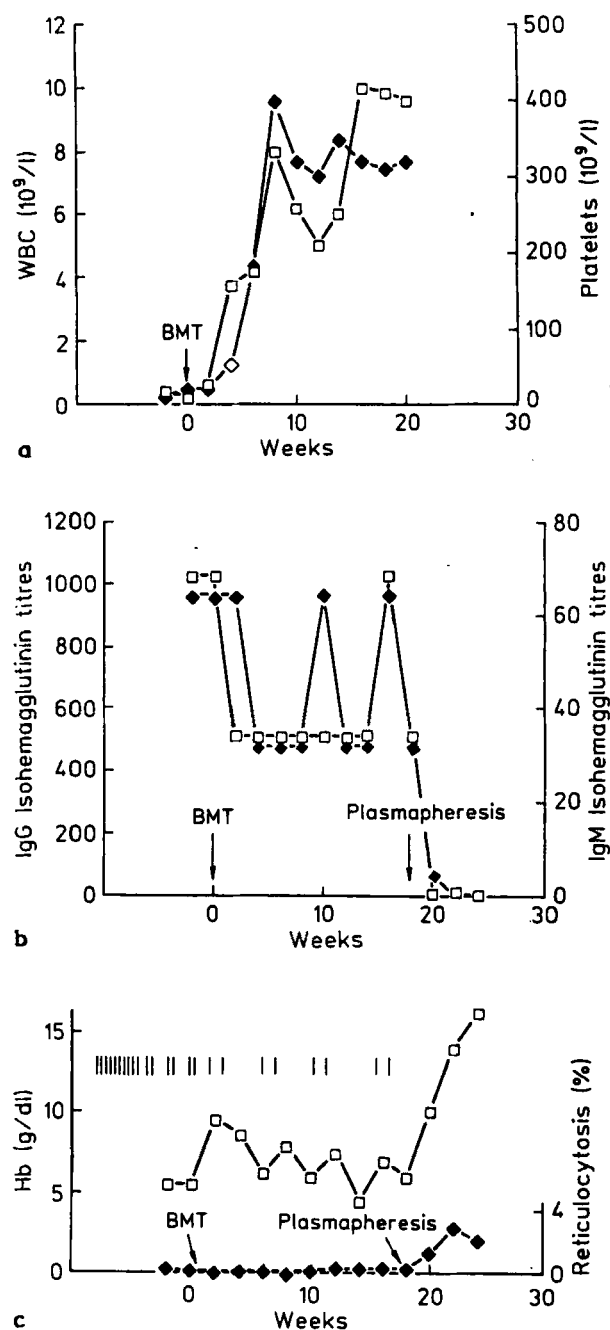 12
10
8
6
4
2
0
WBC (10⁹/l)
500
400
300
200
100
0
Platelets (10⁹/l)
BMT
0 10 20 30
Weeks
a
1200
1000
800
600
400
200
0
IgG Isohemagglutinin titres
80
60
40
20
0
IgM Isohemagglutinin titres
BMT
Plasmapheresis
0 10 20 30
Weeks
b
15
10
5
0
Hb (g/dl)
4
0
Reticulocytosis (%)
BMT
Plasmapheresis
0 10 20 30
Weeks
c